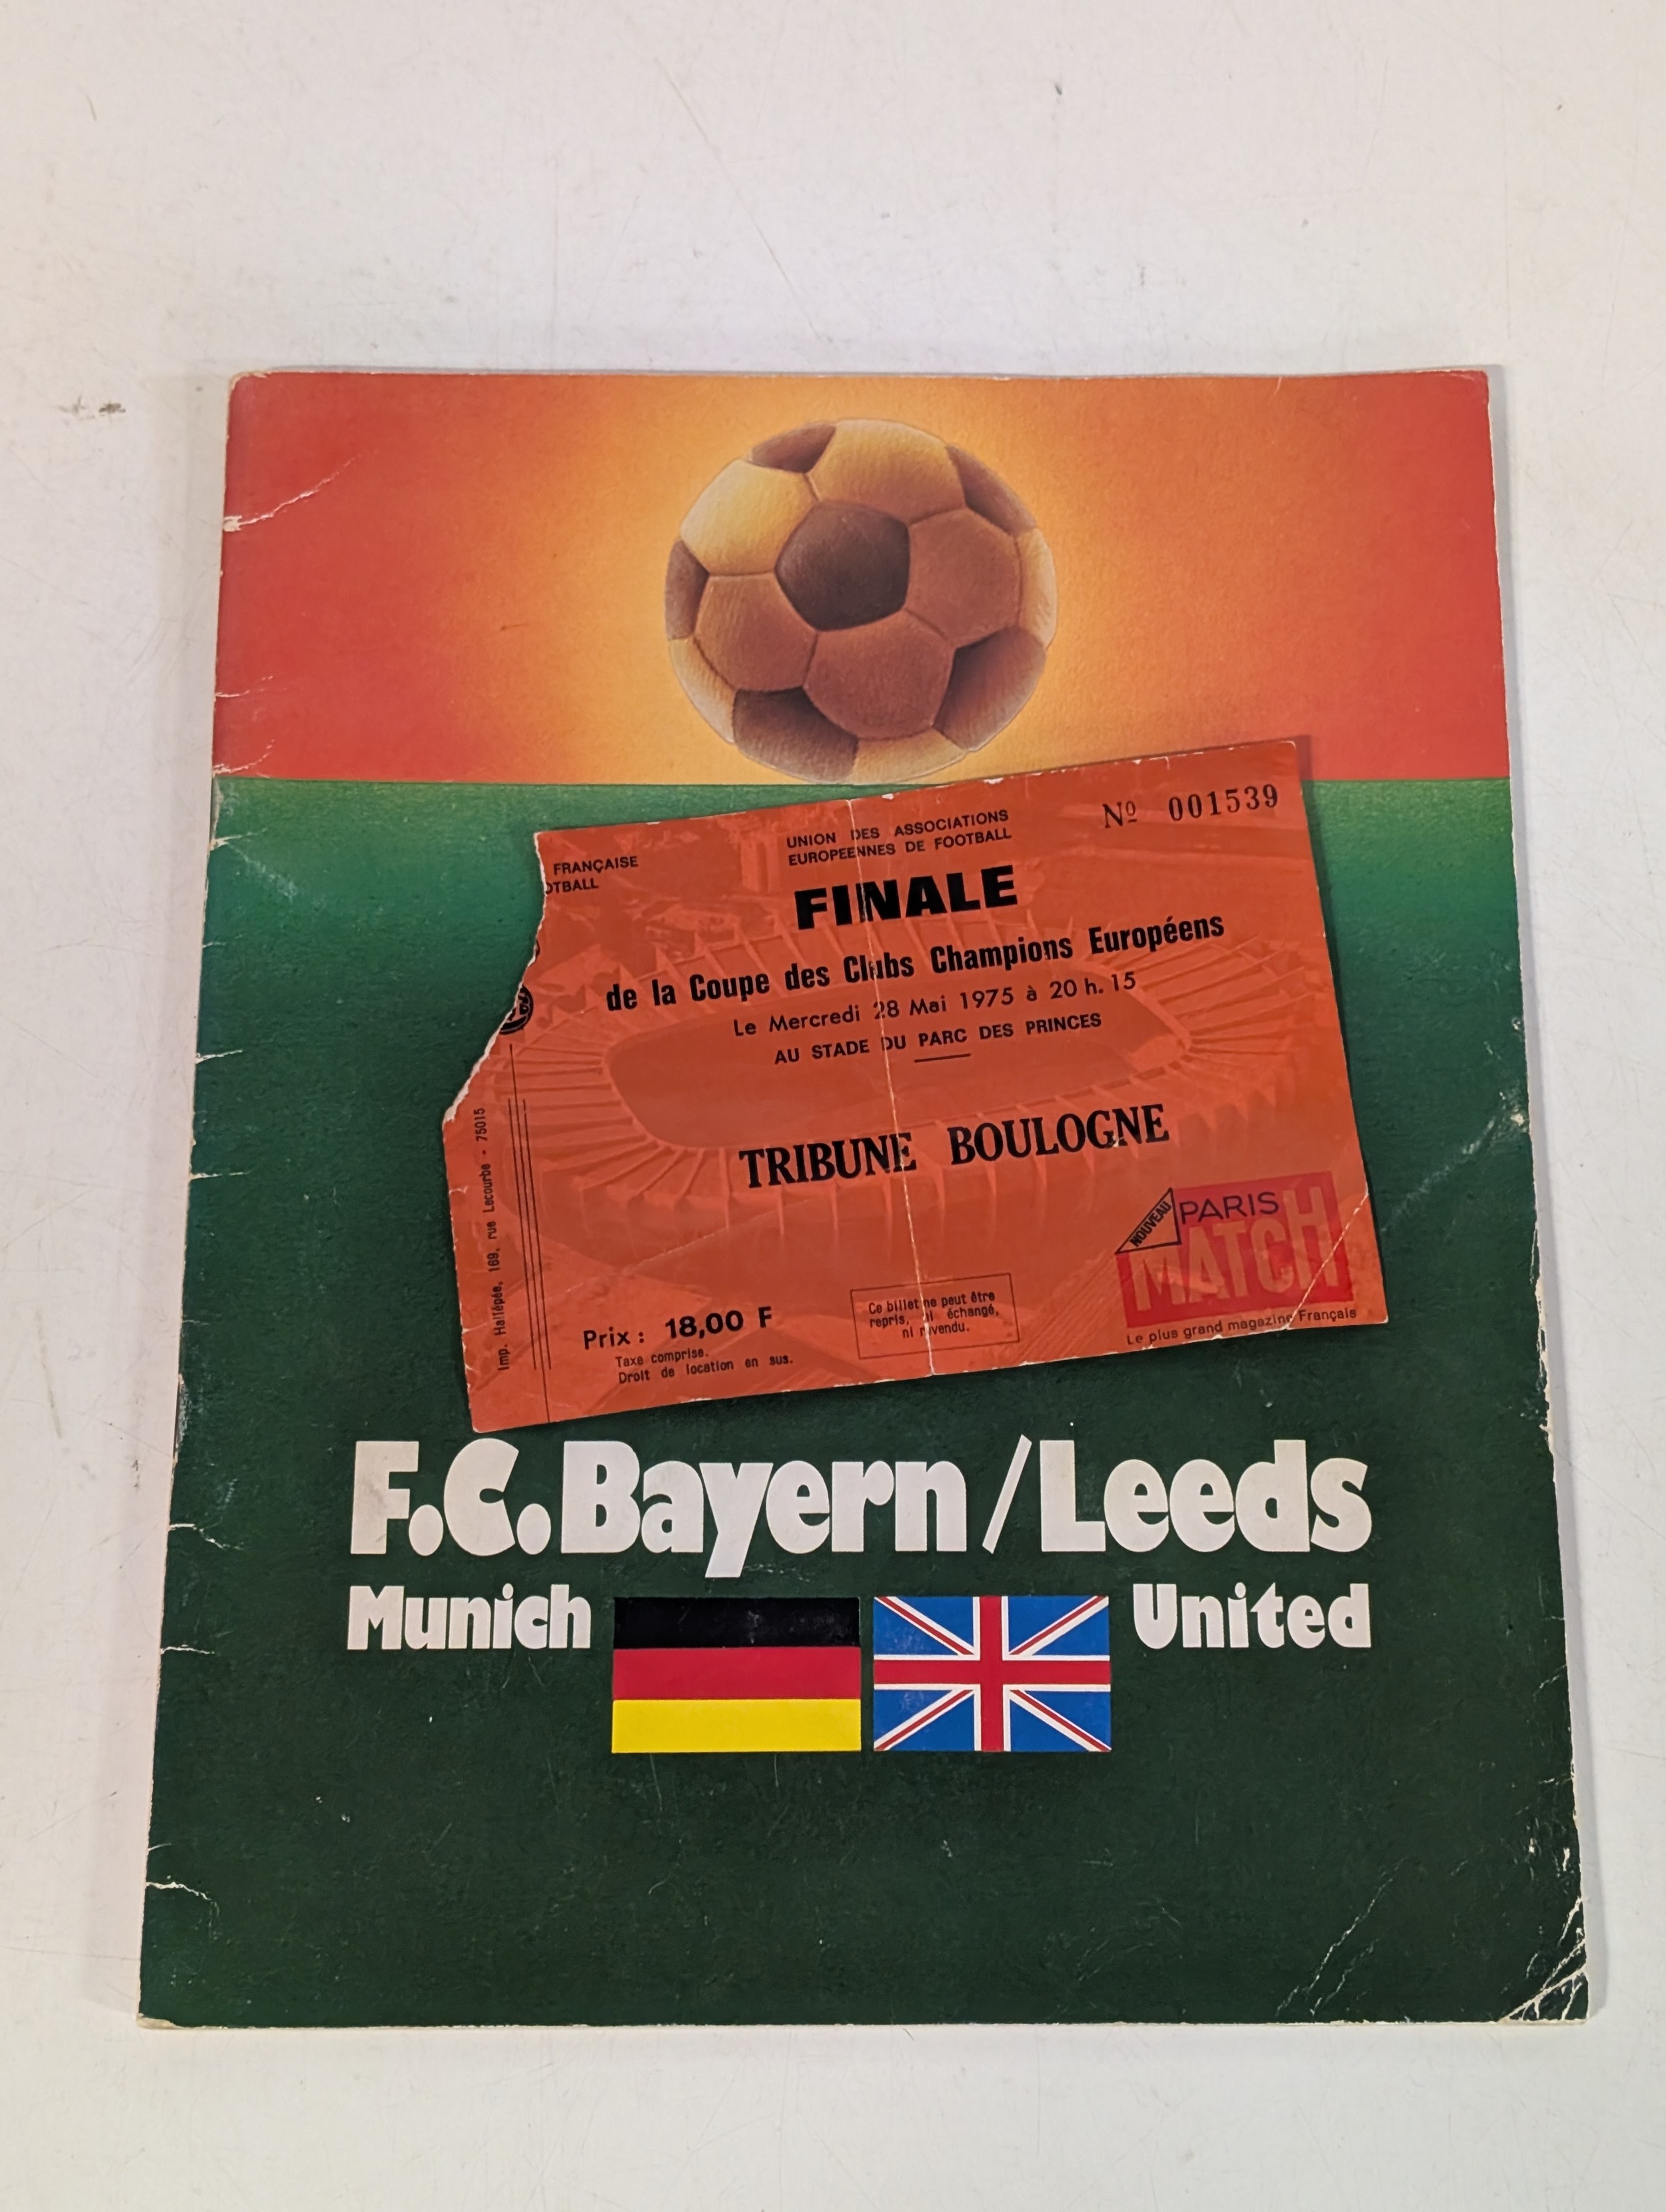 Nº 001539
FRANÇAISE
OTBALL
UNION DES ASSOCIATIONS
EUROPEENNES DE FOOTBALL
FINALE
de la Coupe des Clubs Champions Européens
Le Mercredi 28 Mai 1975 à 20 h. 15
AU STADE DU PARC DES PRINCES
TRIBUNE BOULOGNE
Imp. Hallépée, 169, rue Lecourbe - 75015
Prix : 18,00 F
Taxe comprise.
Droit de location en sus.
Ce billet ne peut être
repris, ni échangé,
ni revendu.
NOUVEAU
PARIS
MATCH
Le plus grand magazine Français
F.C. Bayern / Leeds
Munich United